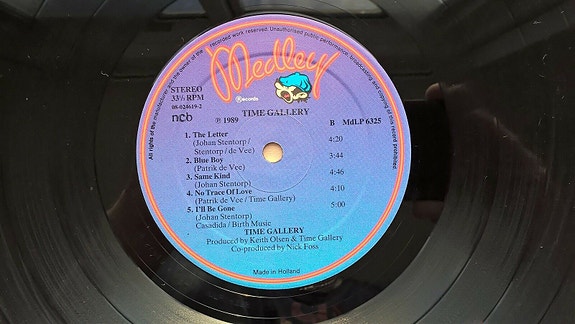 All rights of the manufacturer and the owner of the recorded work reserved. Unauthorised public performance, broadcasting and copying of this record prohibited.
Medley
Records
STEREO
33⅓ RPM
08-024619-2
TIME GALLERY
ncb
℗ 1989
B MdLP 6325
1. The Letter
(Johan Stentorp /
Stentorp / de Vee)
4:20
2. Blue Boy
(Patrik de Vee)
3:44
3. Same Kind
(Johan Stentorp)
4:46
4. No Trace Of Love
(Patrik de Vee / Time Gallery)
4:10
5. I'll Be Gone
(Johan Stentorp)
5:00
Casadida / Birth Music
TIME GALLERY
Produced by Keith Olsen & Time Gallery
Co-produced by Nick Foss
Made in Holland